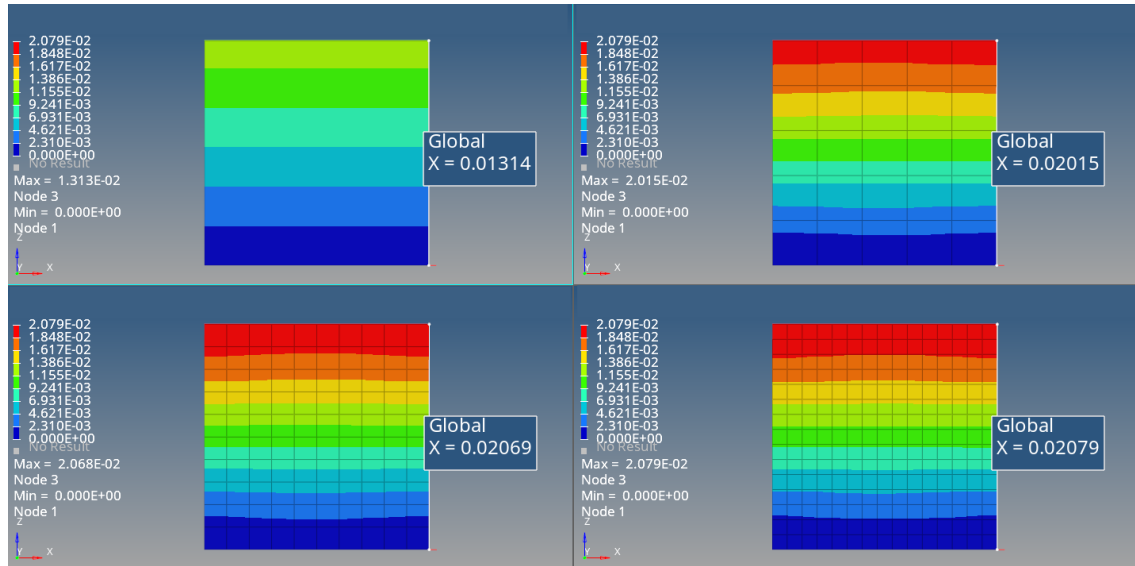 2.079E-02
1.848E-02
1.617E-02
1.386E-02
1.155E-02
9.241E-03
6.931E-03
4.621E-03
2.310E-03
0.000E+00
No Result
Max = 1.313E-02
Node 3
Min = 0.000E+00
Node 1
Z
Y X
Global
X = 0.01314
2.079E-02
1.848E-02
1.617E-02
1.386E-02
1.155E-02
9.241E-03
6.931E-03
4.621E-03
2.310E-03
0.000E+00
No Result
Max = 2.015E-02
Node 3
Min = 0.000E+00
Node 1
Z
Y X
Global
X = 0.02015
2.079E-02
1.848E-02
1.617E-02
1.386E-02
1.155E-02
9.241E-03
6.931E-03
4.621E-03
2.310E-03
0.000E+00
No Result
Max = 2.068E-02
Node 3
Min = 0.000E+00
Node 1
Z
Y X
Global
X = 0.02069
2.079E-02
1.848E-02
1.617E-02
1.386E-02
1.155E-02
9.241E-03
6.931E-03
4.621E-03
2.310E-03
0.000E+00
No Result
Max = 2.079E-02
Node 3
Min = 0.000E+00
Node 1
Z
Y X
Global
X = 0.02079